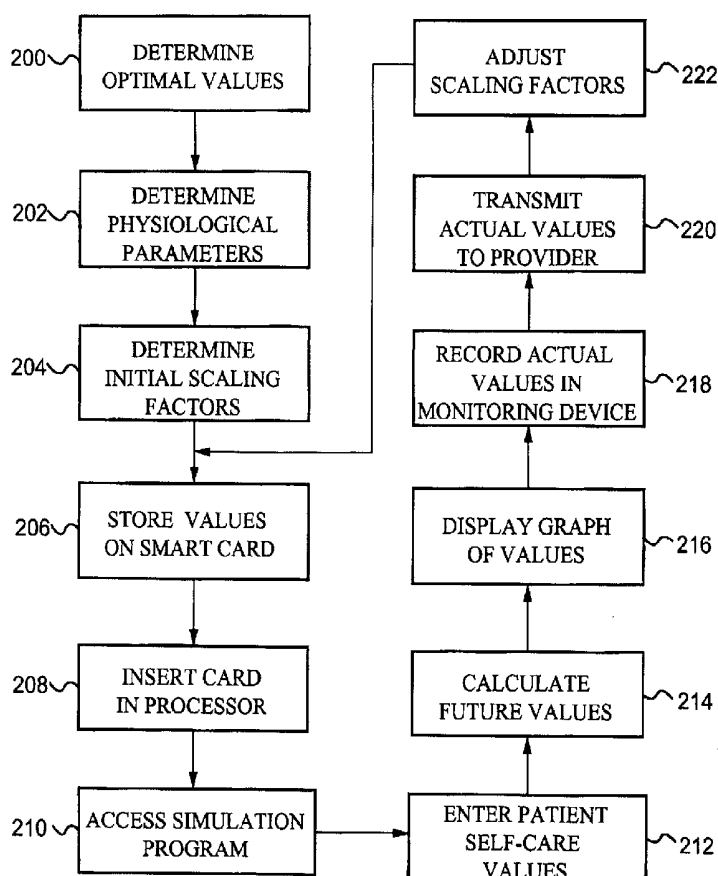 200
DETERMINE
OPTIMAL VALUES
202
DETERMINE
PHYSIOLOGICAL
PARAMETERS
204
DETERMINE
INITIAL SCALING
FACTORS
206
STORE VALUES
ON SMART CARD
208
INSERT CARD
IN PROCESSOR
210
ACCESS SIMULATION
PROGRAM
ENTER PATIENT
SELF-CARE
VALUES
212
CALCULATE
FUTURE VALUES
214
DISPLAY GRAPH
OF VALUES
216
RECORD ACTUAL
VALUES IN
MONITORING DEVICE
218
TRANSMIT
ACTUAL VALUES
TO PROVIDER
220
ADJUST
SCALING FACTORS
222